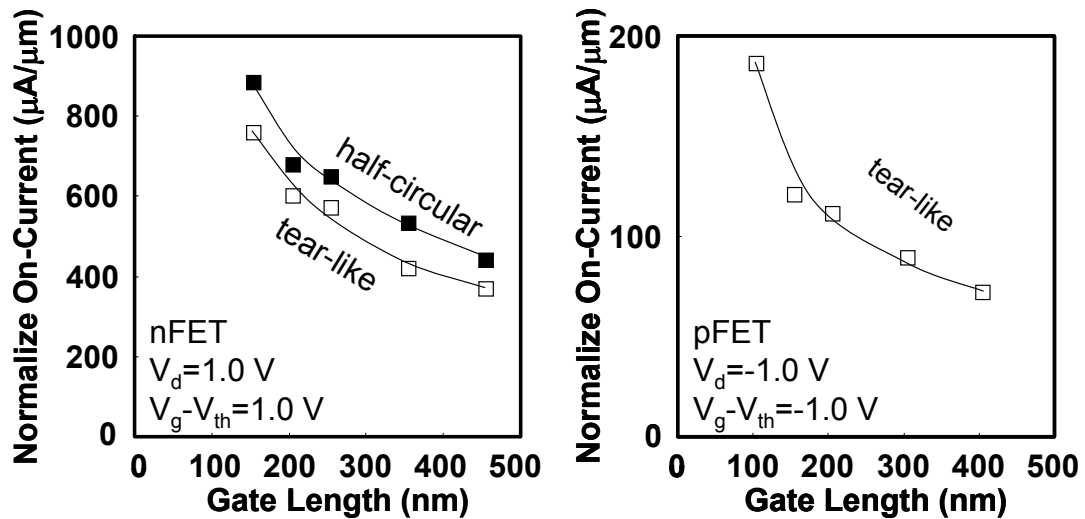 Normalize On-Current (μA/μm)
1000
800
600
400
200
0
half-circular
tear-like
nFET
V_d=1.0 V
V_g-V_th=1.0 V
0 100 200 300 400 500
Gate Length (nm)
Normalize On-Current (μA/μm)
200
100
0
tear-like
pFET
V_d=-1.0 V
V_g-V_th=-1.0 V
0 100 200 300 400 500
Gate Length (nm)